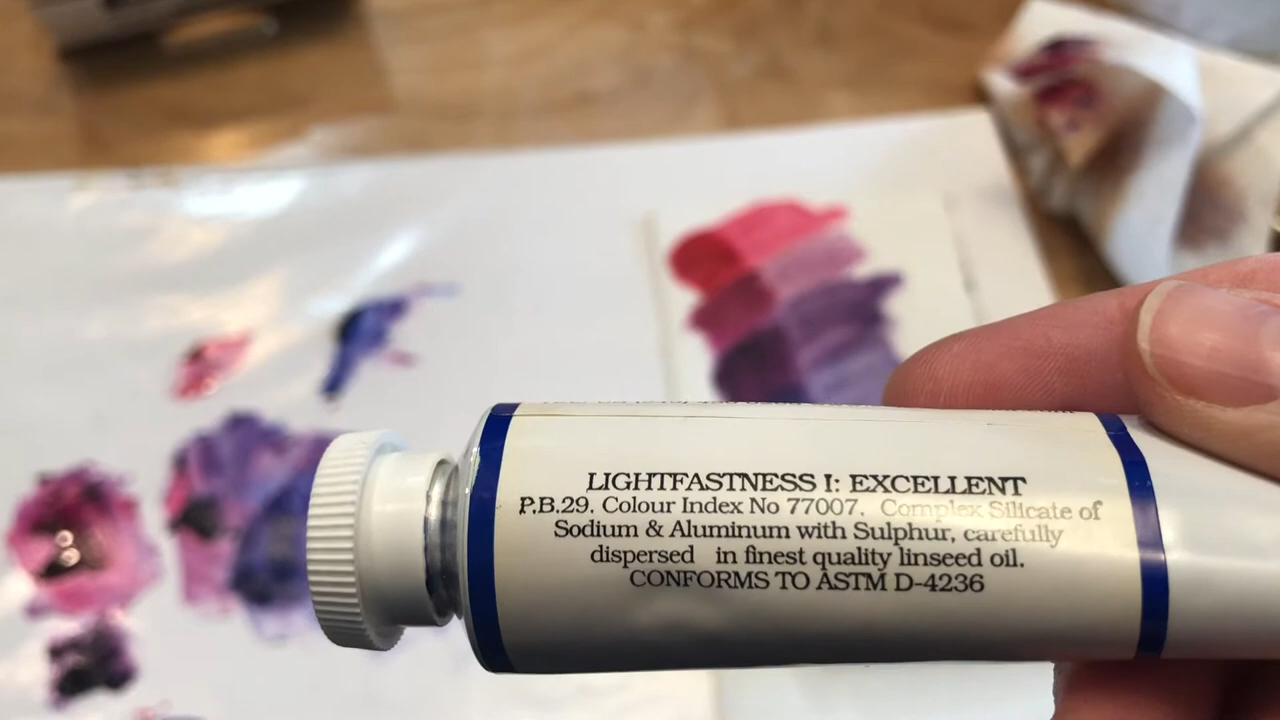 LIGHTFASTNESS I: EXCELLENT
P.B.29. Colour Index No 77007. Complex Silicate of
Sodium & Aluminum with Sulphur, carefully
dispersed in finest quality linseed oil.
CONFORMS TO ASTM D-4236